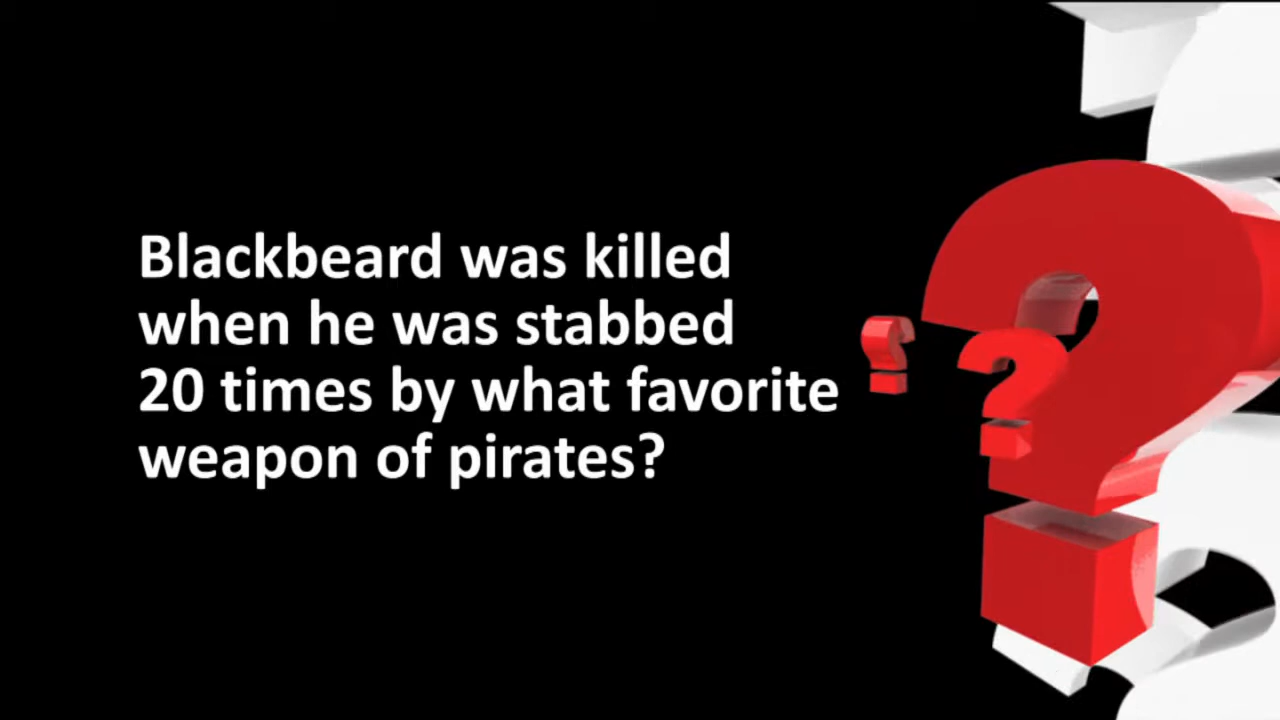 Blackbeard was killed
when he was stabbed
20 times by what favorite
weapon of pirates?